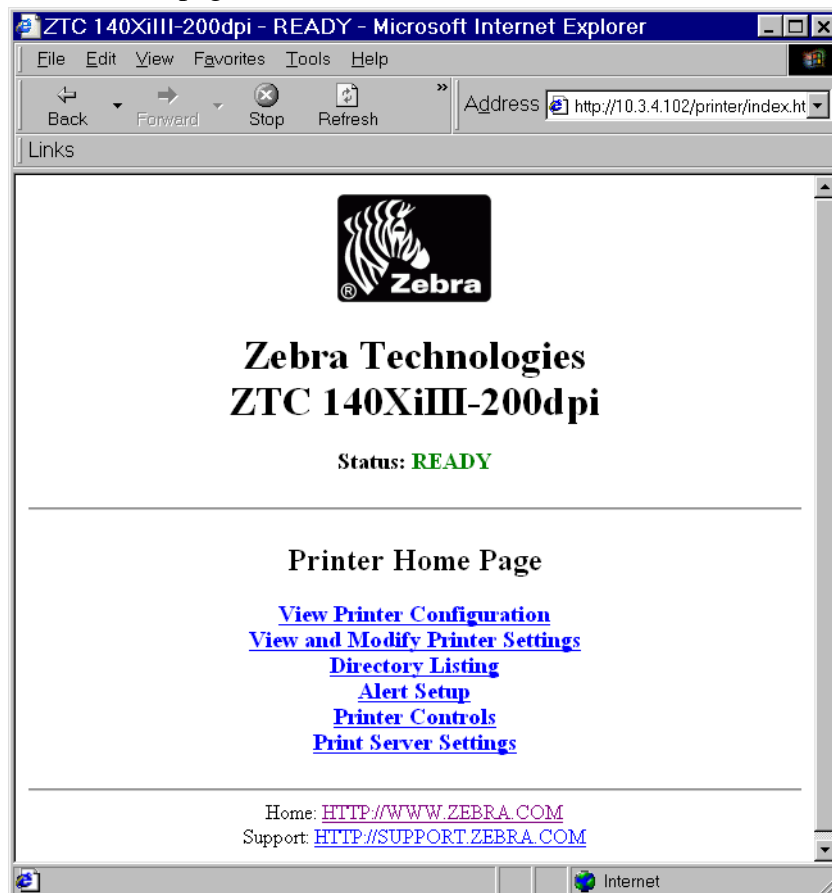 ZTC 140XiIII-200dpi - READY - Microsoft Internet Explorer
File Edit View Favorites Tools Help
Back Forward Stop Refresh » Address http://10.3.4.102/printer/index.ht
Links
Zebra
®
Zebra Technologies
ZTC 140XiIII-200dpi
Status: READY
Printer Home Page
View Printer Configuration
View and Modify Printer Settings
Directory Listing
Alert Setup
Printer Controls
Print Server Settings
Home: HTTP://WWW.ZEBRA.COM
Support: HTTP://SUPPORT.ZEBRA.COM
Internet